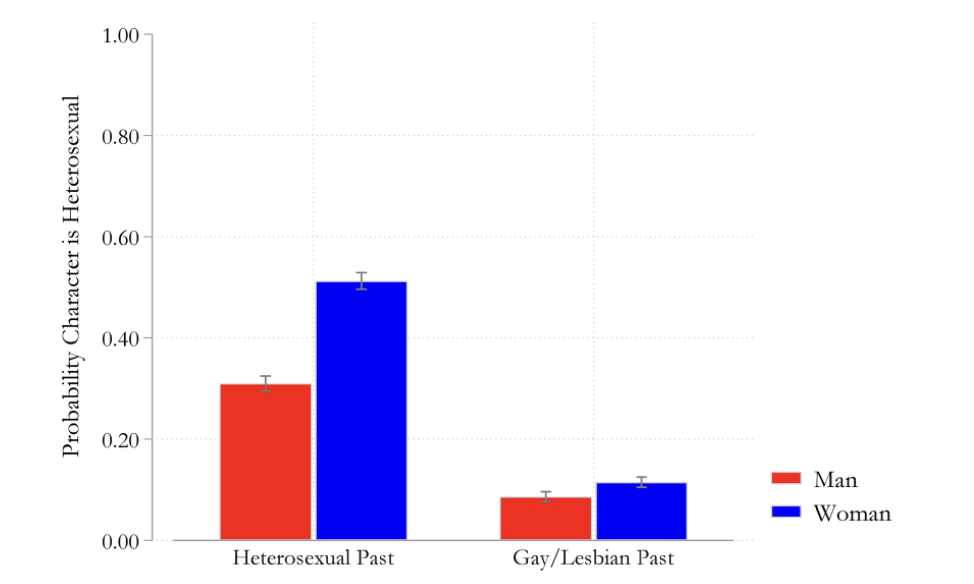 1.00
0.80
0.60
0.40
0.20
0.00
Probability Character is Heterosexual
Heterosexual Past
Gay/Lesbian Past
Man
Woman